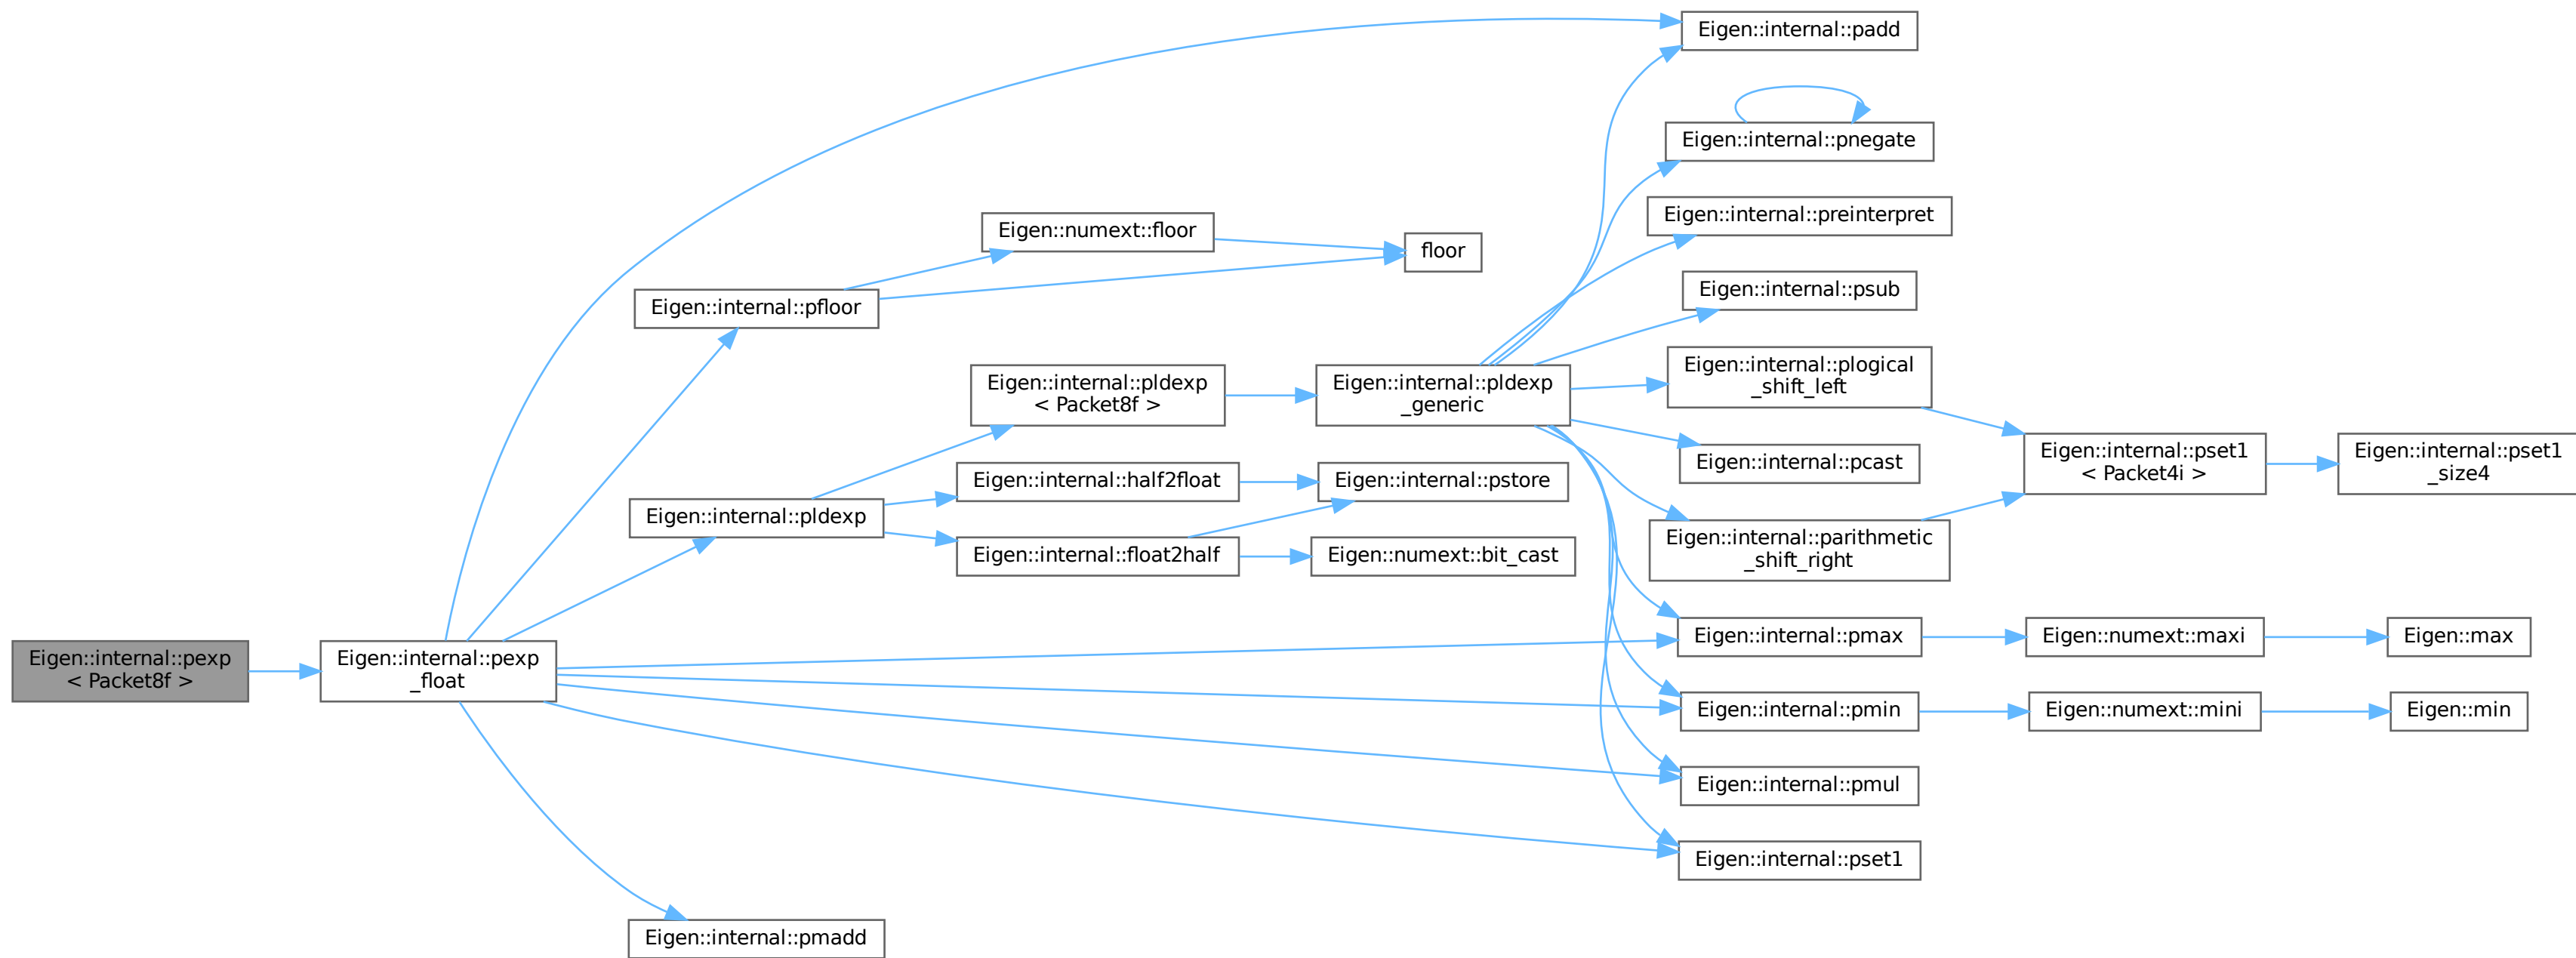 Eigen::internal::pexp
< Packet8f >
Eigen::internal::pexp
_float
Eigen::internal::pfloor
Eigen::internal::pldexp
Eigen::internal::pmadd
Eigen::numext::floor
Eigen::internal::pldexp
< Packet8f >
Eigen::internal::half2float
Eigen::internal::float2half
floor
Eigen::internal::pldexp
_generic
Eigen::internal::pstore
Eigen::numext::bit_cast
Eigen::internal::padd
Eigen::internal::pnegate
Eigen::internal::preinterpret
Eigen::internal::psub
Eigen::internal::plogical
_shift_left
Eigen::internal::pcast
Eigen::internal::parithmetic
_shift_right
Eigen::internal::pmax
Eigen::internal::pmin
Eigen::internal::pmul
Eigen::internal::pset1
Eigen::internal::pset1
< Packet4i >
Eigen::numext::maxi
Eigen::numext::mini
Eigen::internal::pset1
_size4
Eigen::max
Eigen::min